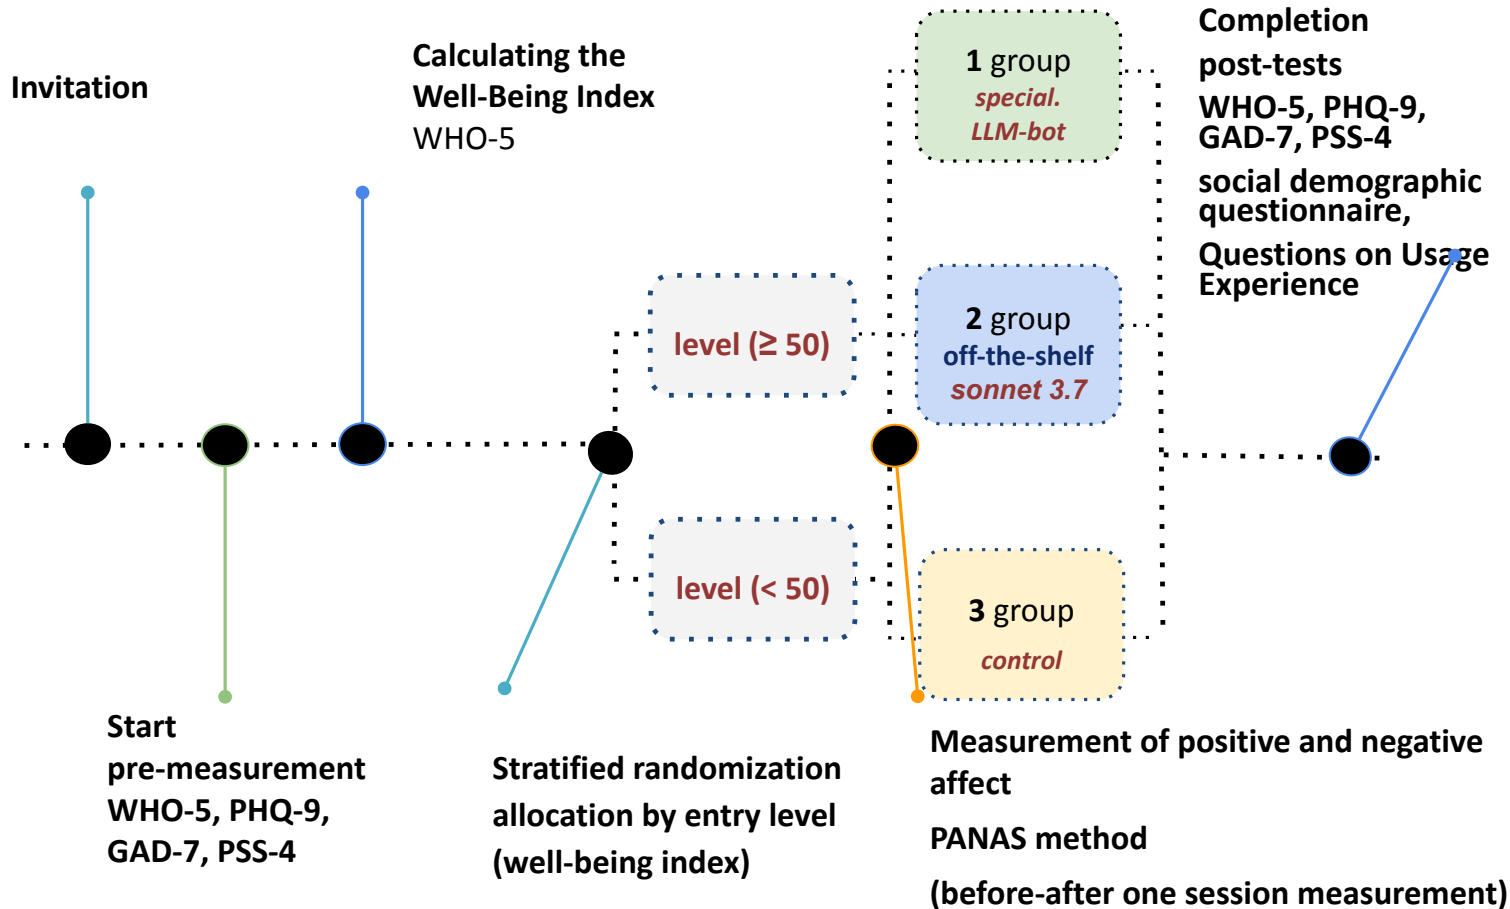 Invitation
Calculating the
Well-Being Index
WHO-5
Start
pre-measurement
WHO-5, PHQ-9,
GAD-7, PSS-4
Stratified randomization
allocation by entry level
(well-being index)
level (≥ 50)
level (< 50)
1 group
special.
LLM-bot
2 group
off-the-shelf
sonnet 3.7
3 group
control
Measurement of positive and negative
affect
PANAS method
(before-after one session measurement)
Completion
post-tests
WHO-5, PHQ-9,
GAD-7, PSS-4
social demographic
questionnaire,
Questions on Usage
Experience